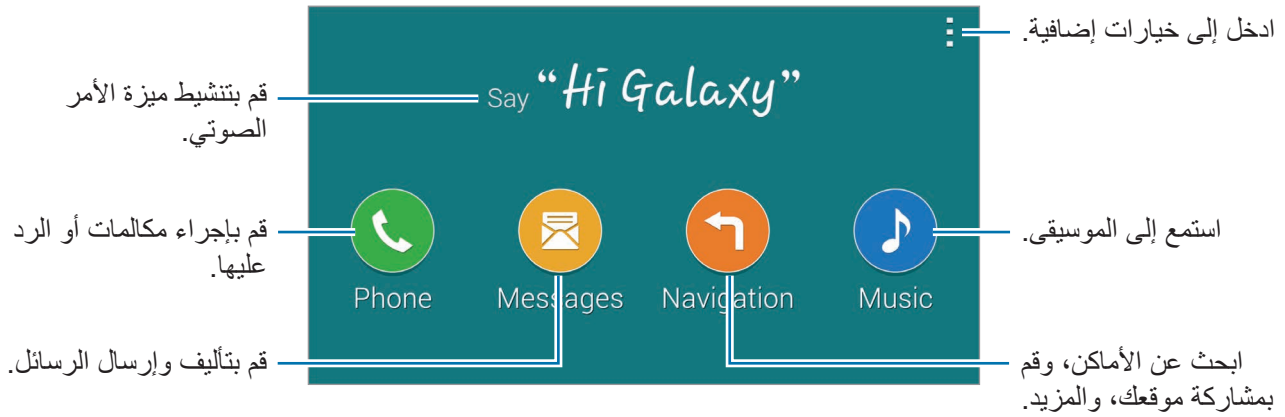 ادخل إلى خيارات إضافية.
Say “Hi Galaxy”
قم بتنشيط ميزة الأمر
الصوتي.
قم بإجراء مكالمات أو الرد
عليها.
استمع إلى الموسيقى.
Phone Messages Navigation Music
قم بتأليف وإرسال الرسائل.
ابحث عن الأماكن، وقم
بمشاركة موقعك، والمزيد.